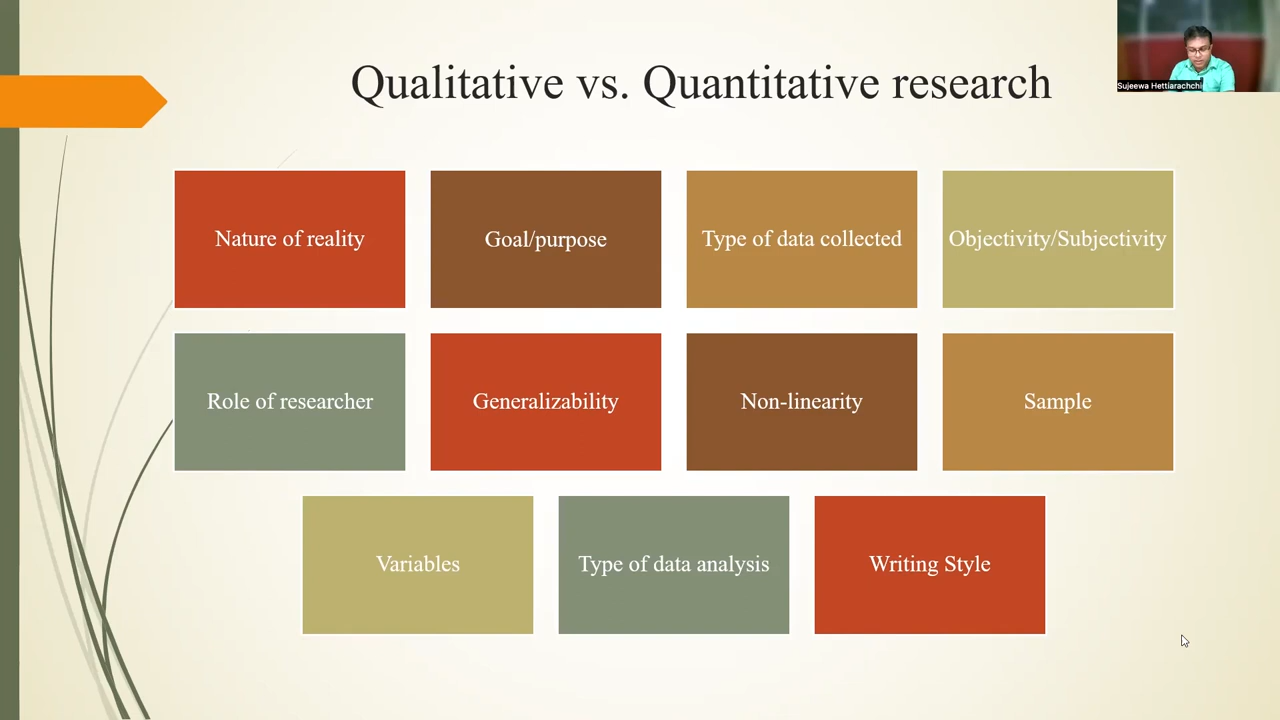 Qualitative vs. Quantitative research
Sujeewa Hettiarachchi
Nature of reality
Goal/purpose
Type of data collected
Objectivity/Subjectivity
Role of researcher
Generalizability
Non-linearity
Sample
Variables
Type of data analysis
Writing Style